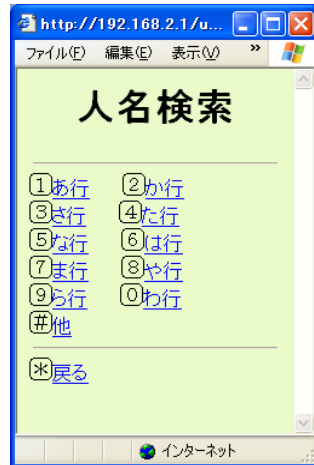 http://192.168.2.1/u...
ファイル(F) 編集(E) 表示(V) »
人名検索
1あ行 2か行
3さ行 4た行
5な行 6は行
7ま行 8や行
9ら行 0わ行
#他
*戻る
インターネット